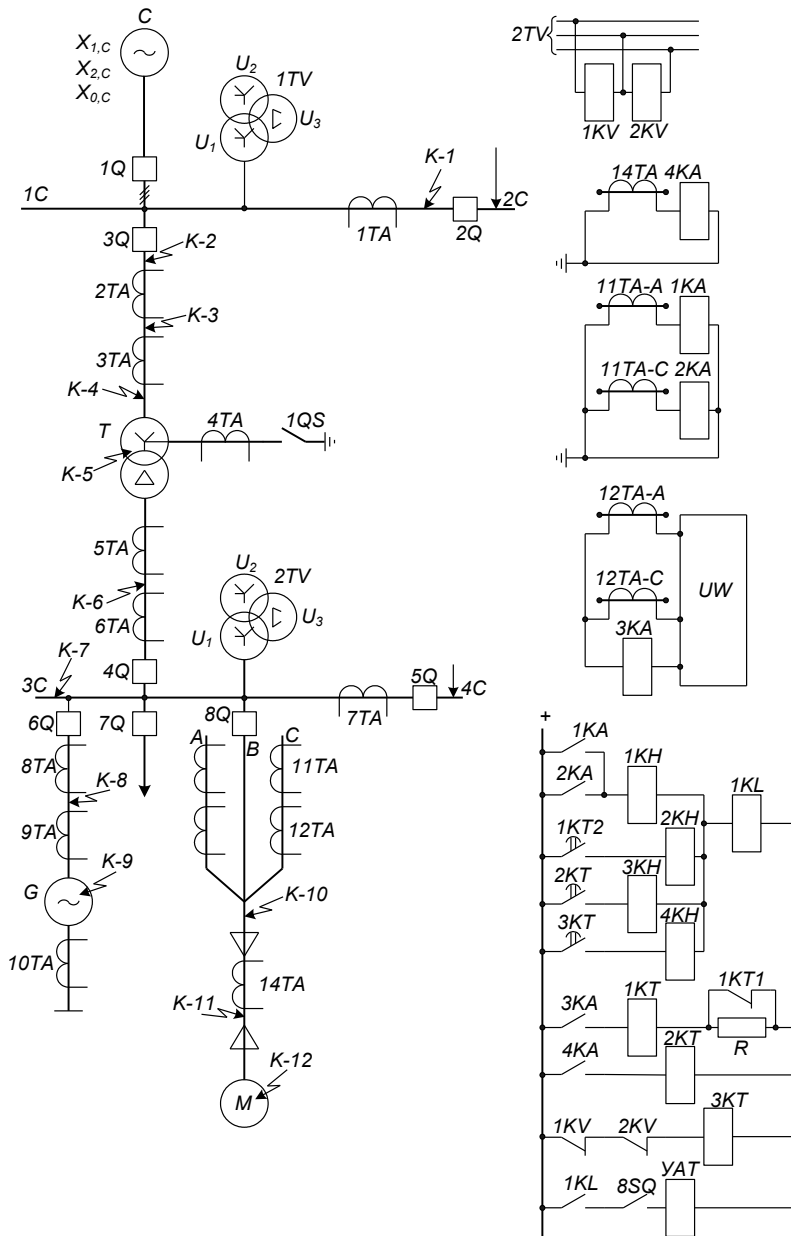 C
X1,C
X2,C
X0,C
U2
1TV
U3
U1
1Q
K-1
1C
2C
1TA
2Q
3Q
K-2
2TA
K-3
3TA
K-4
T
4TA
1QS
K-5
5TA
K-6
6TA
U2
2TV
U3
U1
K-7
4Q
5Q
3C
4C
7TA
6Q
7Q
8Q
A
B
C
8TA
11TA
K-8
9TA
12TA
K-9
G
K-10
10TA
14TA
K-11
K-12
M
2TV
1KV
2KV
14TA
4KA
11TA-A
1KA
11TA-C
2KA
12TA-A
12TA-C
UW
3KA
+
1KA
1KH
2KA
1KL
2KH
1KT2
3KH
2KT
4KH
3KT
1KT
1KT1
3KA
R
2KT
4KA
3KT
1KV
2KV
УAT
1KL
8SQ